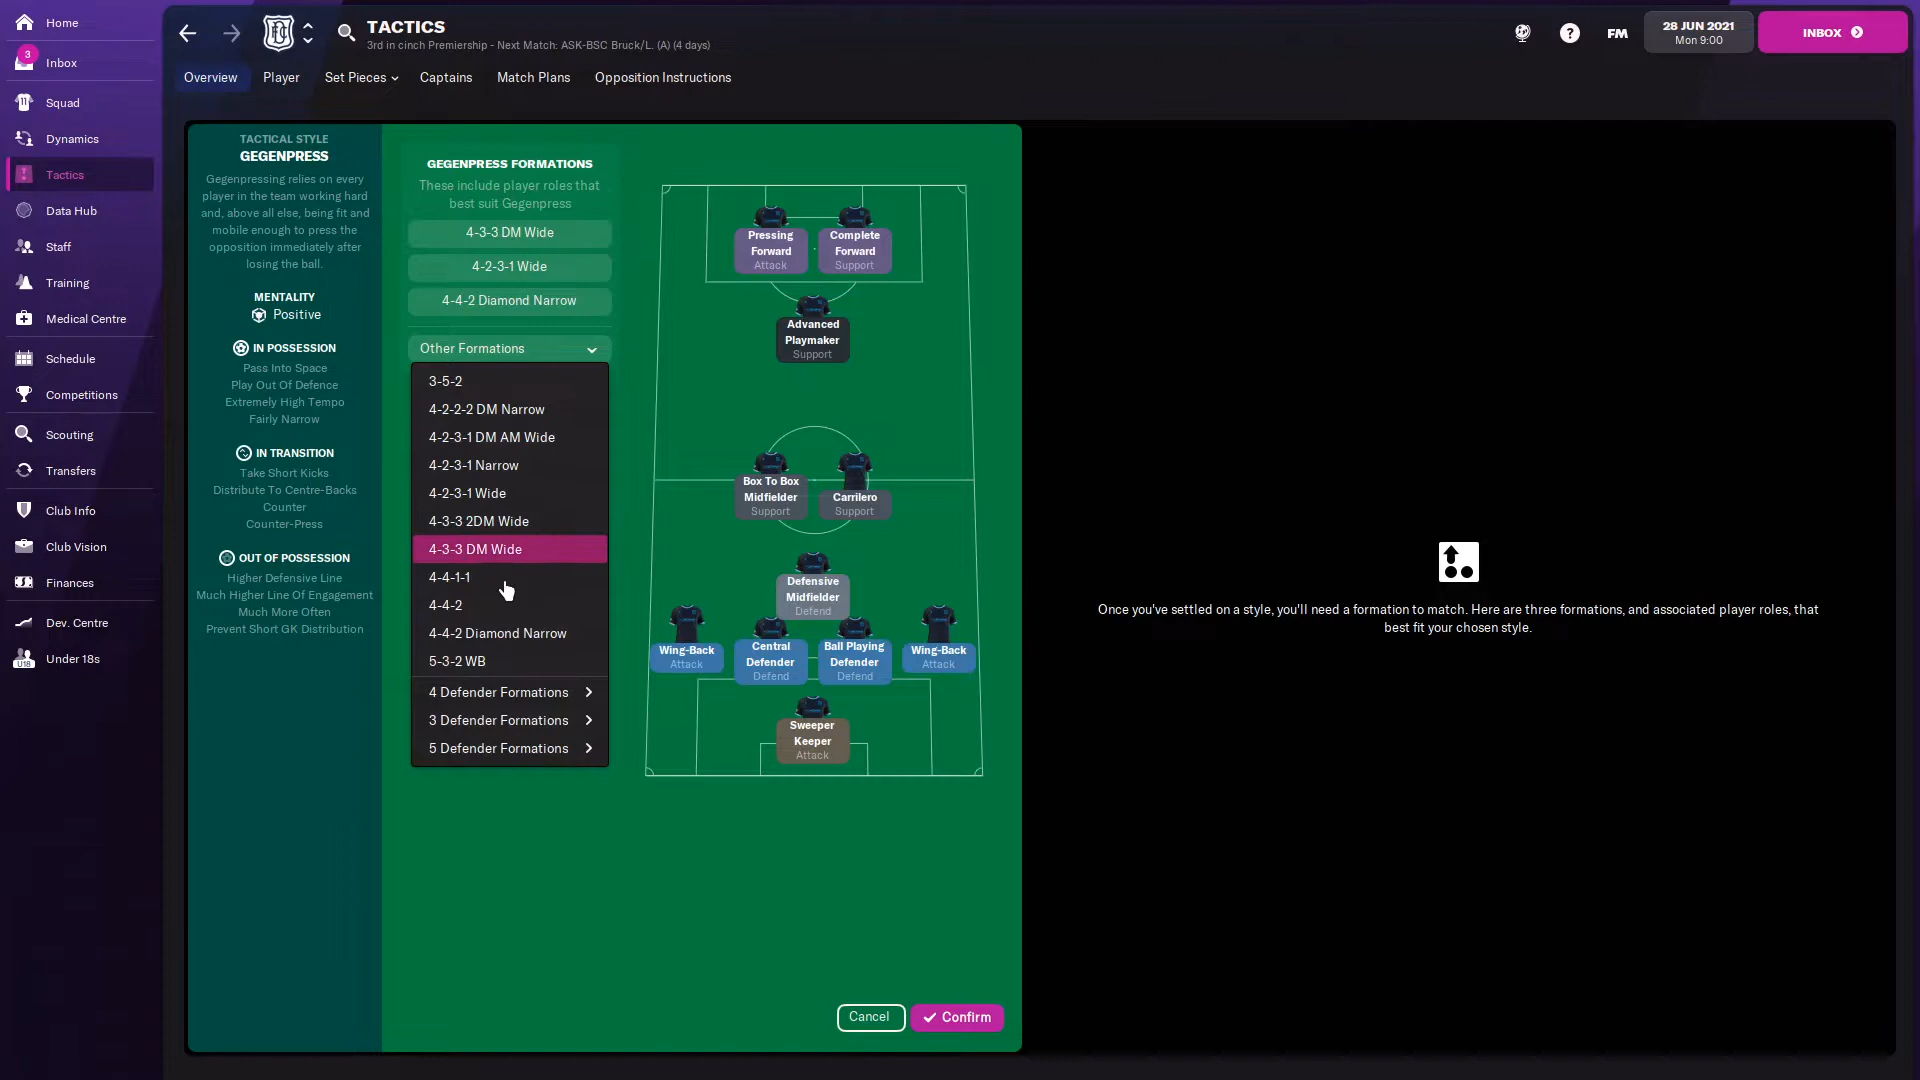 Home
3
Inbox
Squad
Dynamics
Tactics
Data Hub
Staff
Training
Medical Centre
Schedule
Competitions
Scouting
Transfers
Club Info
Club Vision
Finances
Dev. Centre
U18
Under 18s
TACTICS
3rd in cinch Premiership - Next Match: ASK-BSC Bruck/L. (A) (4 days)
?
FM
28 JUN 2021
Mon 9:00
INBOX
Overview
Player
Set Pieces
Captains
Match Plans
Opposition Instructions
TACTICAL STYLE
GEGENPRESS
Gegenpressing relies on every
player in the team working hard
and, above all else, being fit and
mobile enough to press the
opposition immediately after
losing the ball.
MENTALITY
Positive
IN POSSESSION
Pass Into Space
Play Out Of Defence
Extremely High Tempo
Fairly Narrow
IN TRANSITION
Take Short Kicks
Distribute To Centre-Backs
Counter
Counter-Press
OUT OF POSSESSION
Higher Defensive Line
Much Higher Line Of Engagement
Much More Often
Prevent Short GK Distribution
GEGENPRESS FORMATIONS
These include player roles that
best suit Gegenpress
4-3-3 DM Wide
4-2-3-1 Wide
4-4-2 Diamond Narrow
Other Formations
3-5-2
4-2-2-2 DM Narrow
4-2-3-1 DM AM Wide
4-2-3-1 Narrow
4-2-3-1 Wide
4-3-3 2DM Wide
4-3-3 DM Wide
4-4-1-1
4-4-2
4-4-2 Diamond Narrow
5-3-2 WB
4 Defender Formations
3 Defender Formations
5 Defender Formations
Pressing
Forward
Attack
Complete
Forward
Support
Advanced
Playmaker
Support
Box To Box
Midfielder
Support
Carrilero
Support
Defensive
Midfielder
Defend
Wing-Back
Attack
Central
Defender
Defend
Ball Playing
Defender
Defend
Wing-Back
Attack
Sweeper
Keeper
Attack
Cancel
Confirm
Once you've settled on a style, you'll need a formation to match. Here are three formations, and associated player roles, that
best fit your chosen style.